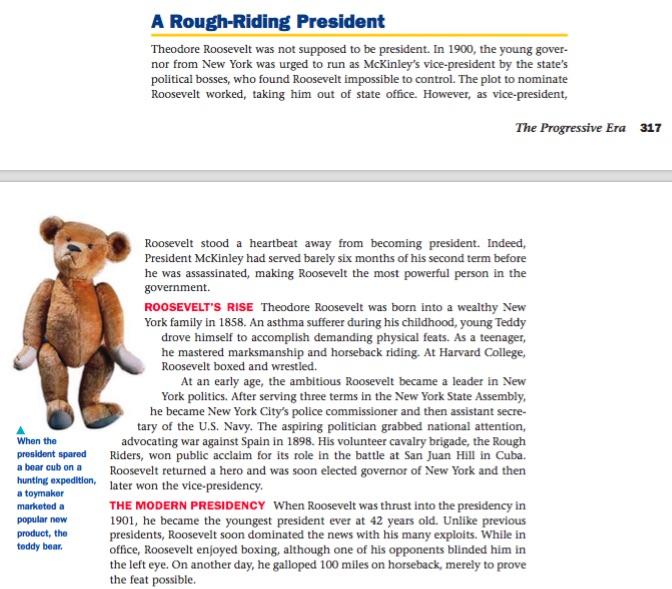 A Rough-Riding President
Theodore Roosevelt was not supposed to be president. In 1900, the young gover-
nor from New York was urged to run as McKinley's vice-president by the state's
political bosses, who found Roosevelt impossible to control. The plot to nominate
Roosevelt worked, taking him out of state office. However, as vice-president,
The Progressive Era 317
Roosevelt stood a heartbeat away from becoming president. Indeed,
President McKinley had served barely six months of his second term before
he was assassinated, making Roosevelt the most powerful person in the
government.
ROOSEVELT'S RISE Theodore Roosevelt was born into a wealthy New
York family in 1858. An asthma sufferer during his childhood, young Teddy
drove himself to accomplish demanding physical feats. As a teenager,
he mastered marksmanship and horseback riding. At Harvard College,
Roosevelt boxed and wrestled.
At an early age, the ambitious Roosevelt became a leader in New
York politics. After serving three terms in the New York State Assembly,
he became New York City's police commissioner and then assistant secre-
tary of the U.S. Navy. The aspiring politician grabbed national attention,
advocating war against Spain in 1898. His volunteer cavalry brigade, the Rough
Riders, won public acclaim for its role in the battle at San Juan Hill in Cuba.
Roosevelt returned a hero and was soon elected governor of New York and then
later won the vice-presidency.
THE MODERN PRESIDENCY When Roosevelt was thrust into the presidency in
1901, he became the youngest president ever at 42 years old. Unlike previous
presidents, Roosevelt soon dominated the news with his many exploits. While in
office, Roosevelt enjoyed boxing, although one of his opponents blinded him in
the left eye. On another day, he galloped 100 miles on horseback, merely to prove
the feat possible.
When the
president spared
a bear cub on a
hunting expedition,
a toymaker
marketed a
popular new
product, the
teddy bear.